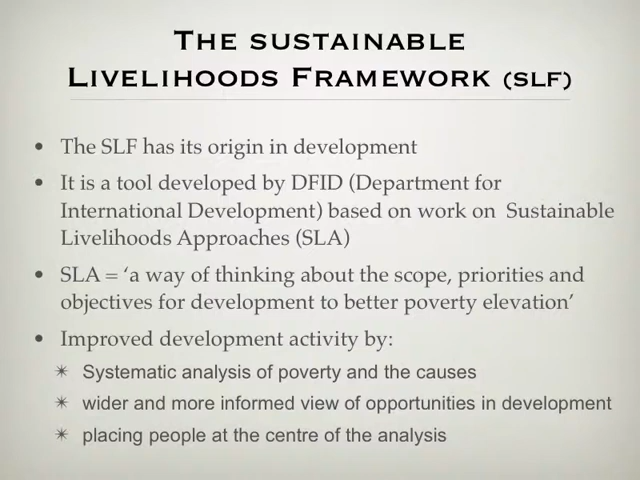 The sustainable
Livelihoods Framework (SLF)
• The SLF has its origin in development
• It is a tool developed by DFID (Department for
International Development) based on work on Sustainable
Livelihoods Approaches (SLA)
• SLA = ‘a way of thinking about the scope, priorities and
objectives for development to better poverty elevation’
• Improved development activity by:
✴ Systematic analysis of poverty and the causes
✴ wider and more informed view of opportunities in development
✴ placing people at the centre of the analysis